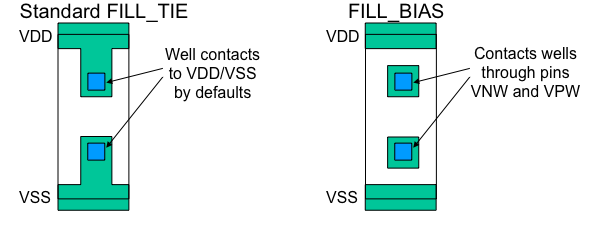 Standard FILL_TIE
VDD
Well contacts
to VDD/VSS
by defaults
VSS
FILL_BIAS
VDD
Contacts wells
through pins
VNW and VPW
VSS